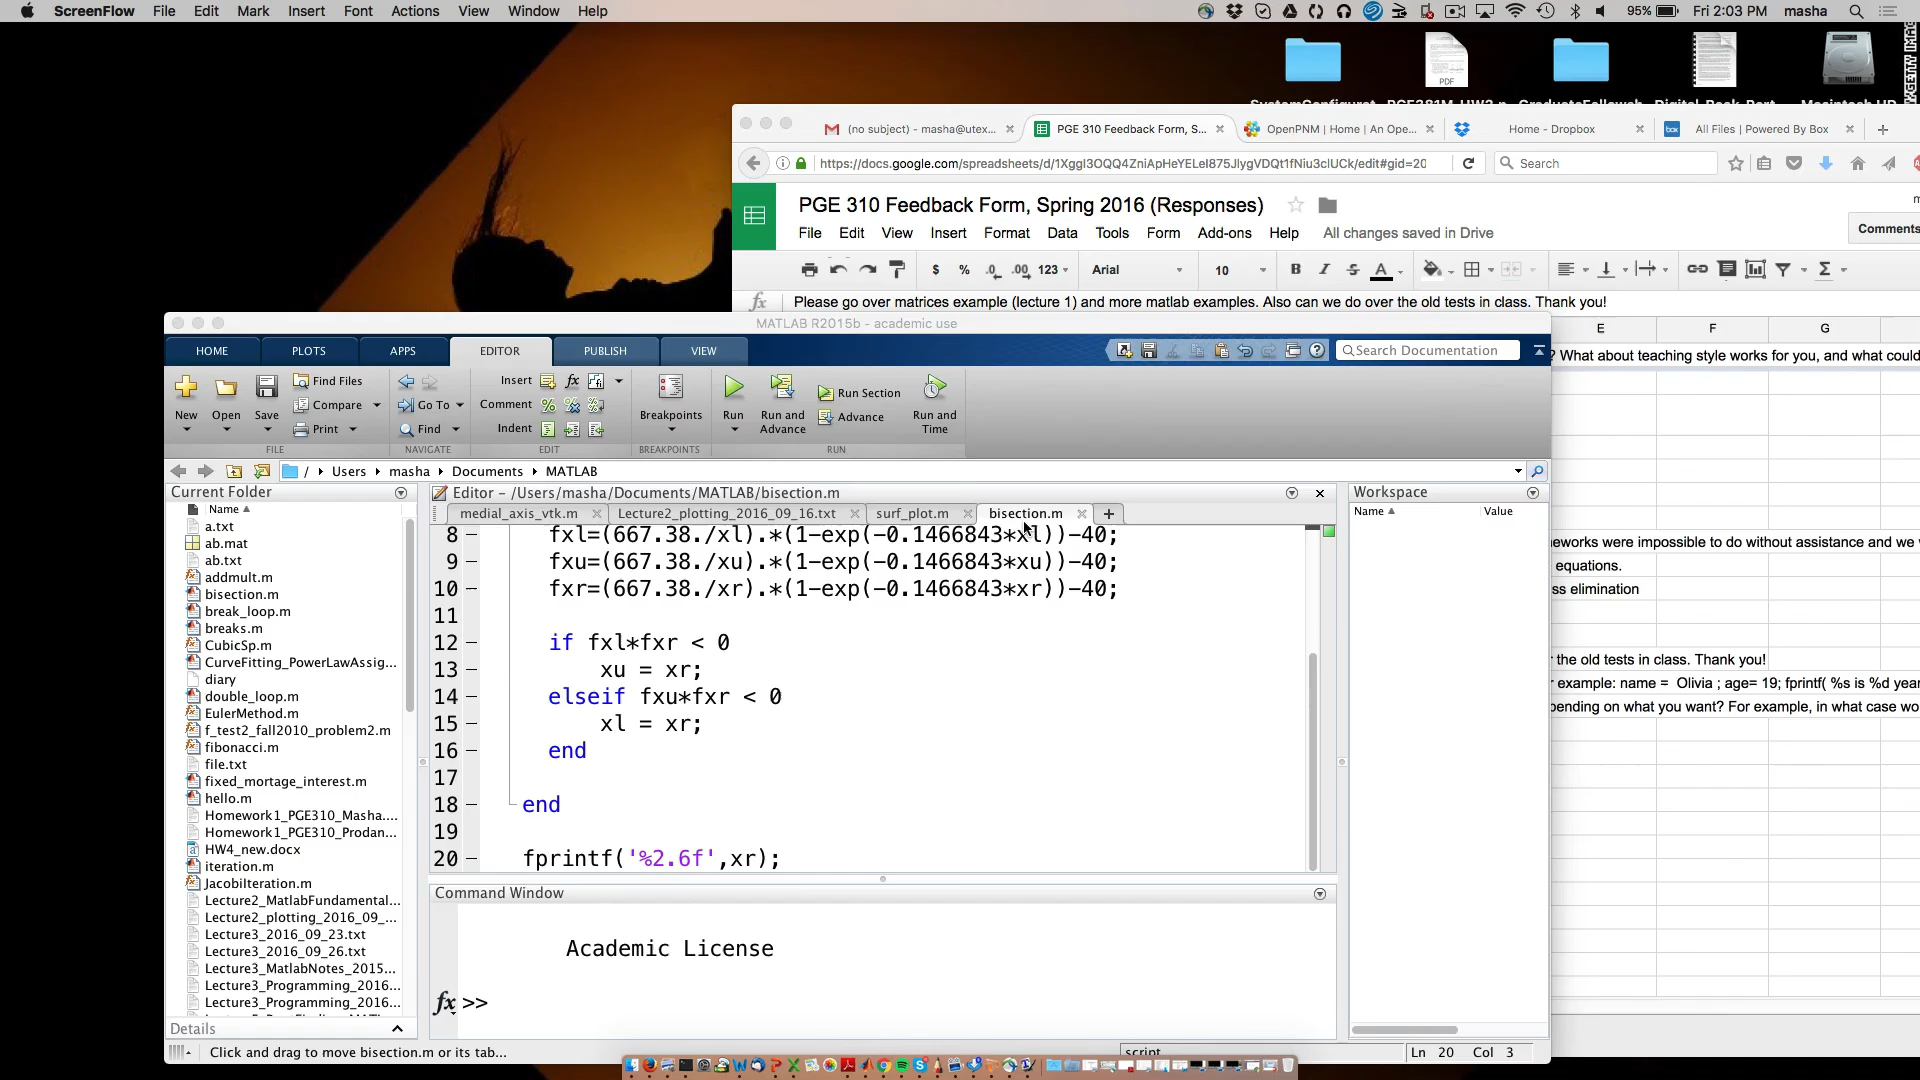 ScreenFlow File Edit Mark Insert Font Actions View Window Help
95% Fri 2:03 PM masha
PDF
(no subject) - masha@utex...
PGE 310 Feedback Form, S...
OpenPNM | Home | An Ope...
Home - Dropbox
box
All Files | Powered By Box
https://docs.google.com/spreadsheets/d/1XggI3OQQ4ZniApHeYELeI875JlygVDQt1fNiu3clUCk/edit#gid=20
Search
PGE 310 Feedback Form, Spring 2016 (Responses)
File Edit View Insert Format Data Tools Form Add-ons Help All changes saved in Drive
Comments
$ % .0 .00 123 Arial 10 B I S A
fx Please go over matrices example (lecture 1) and more matlab examples. Also can we do over the old tests in class. Thank you!
E F G
? What about teaching style works for you, and what could
eworks were impossible to do without assistance and we
equations.
ss elimination
r the old tests in class. Thank you!
r example: name = Olivia ; age= 19; fprintf( %s is %d year
pending on what you want? For example, in what case wo
MATLAB R2015b - academic use
HOME PLOTS APPS EDITOR PUBLISH VIEW
Search Documentation
New Open Save
Find Files
Compare
Print
FILE
Go To
Find
NAVIGATE
Insert fx
Comment
Indent
EDIT
Breakpoints
BREAKPOINTS
Run
Run and Advance
Run Section
Advance
Run and Time
RUN
/ Users masha Documents MATLAB
Current Folder
Name
a.txt
ab.mat
ab.txt
addmult.m
bisection.m
break_loop.m
breaks.m
CubicSp.m
CurveFitting_PowerLawAssig...
diary
double_loop.m
EulerMethod.m
f_test2_fall2010_problem2.m
fibonacci.m
file.txt
fixed_mortage_interest.m
hello.m
Homework1_PGE310_Masha....
Homework1_PGE310_Prodan...
HW4_new.docx
iteration.m
JacobiIteration.m
Lecture2_MatlabFundamental...
Lecture2_plotting_2016_09_...
Lecture3_2016_09_23.txt
Lecture3_2016_09_26.txt
Lecture3_MatlabNotes_2015...
Lecture3_Programming_2016...
Lecture3_Programming_2016...
Details
Editor - /Users/masha/Documents/MATLAB/bisection.m
medial_axis_vtk.m Lecture2_plotting_2016_09_16.txt surf_plot.m bisection.m
8 fxl=(667.38./xl).*(1-exp(-0.1466843*xl))-40;
9 fxu=(667.38./xu).*(1-exp(-0.1466843*xu))-40;
10 fxr=(667.38./xr).*(1-exp(-0.1466843*xr))-40;
11
12 if fxl*fxr < 0
13 xu = xr;
14 elseif fxu*fxr < 0
15 xl = xr;
16 end
17
18 end
19
20 fprintf('%2.6f',xr);
Command Window
Academic License
fx >>
Workspace
Name Value
Click and drag to move bisection.m or its tab...
script
Ln 20 Col 3